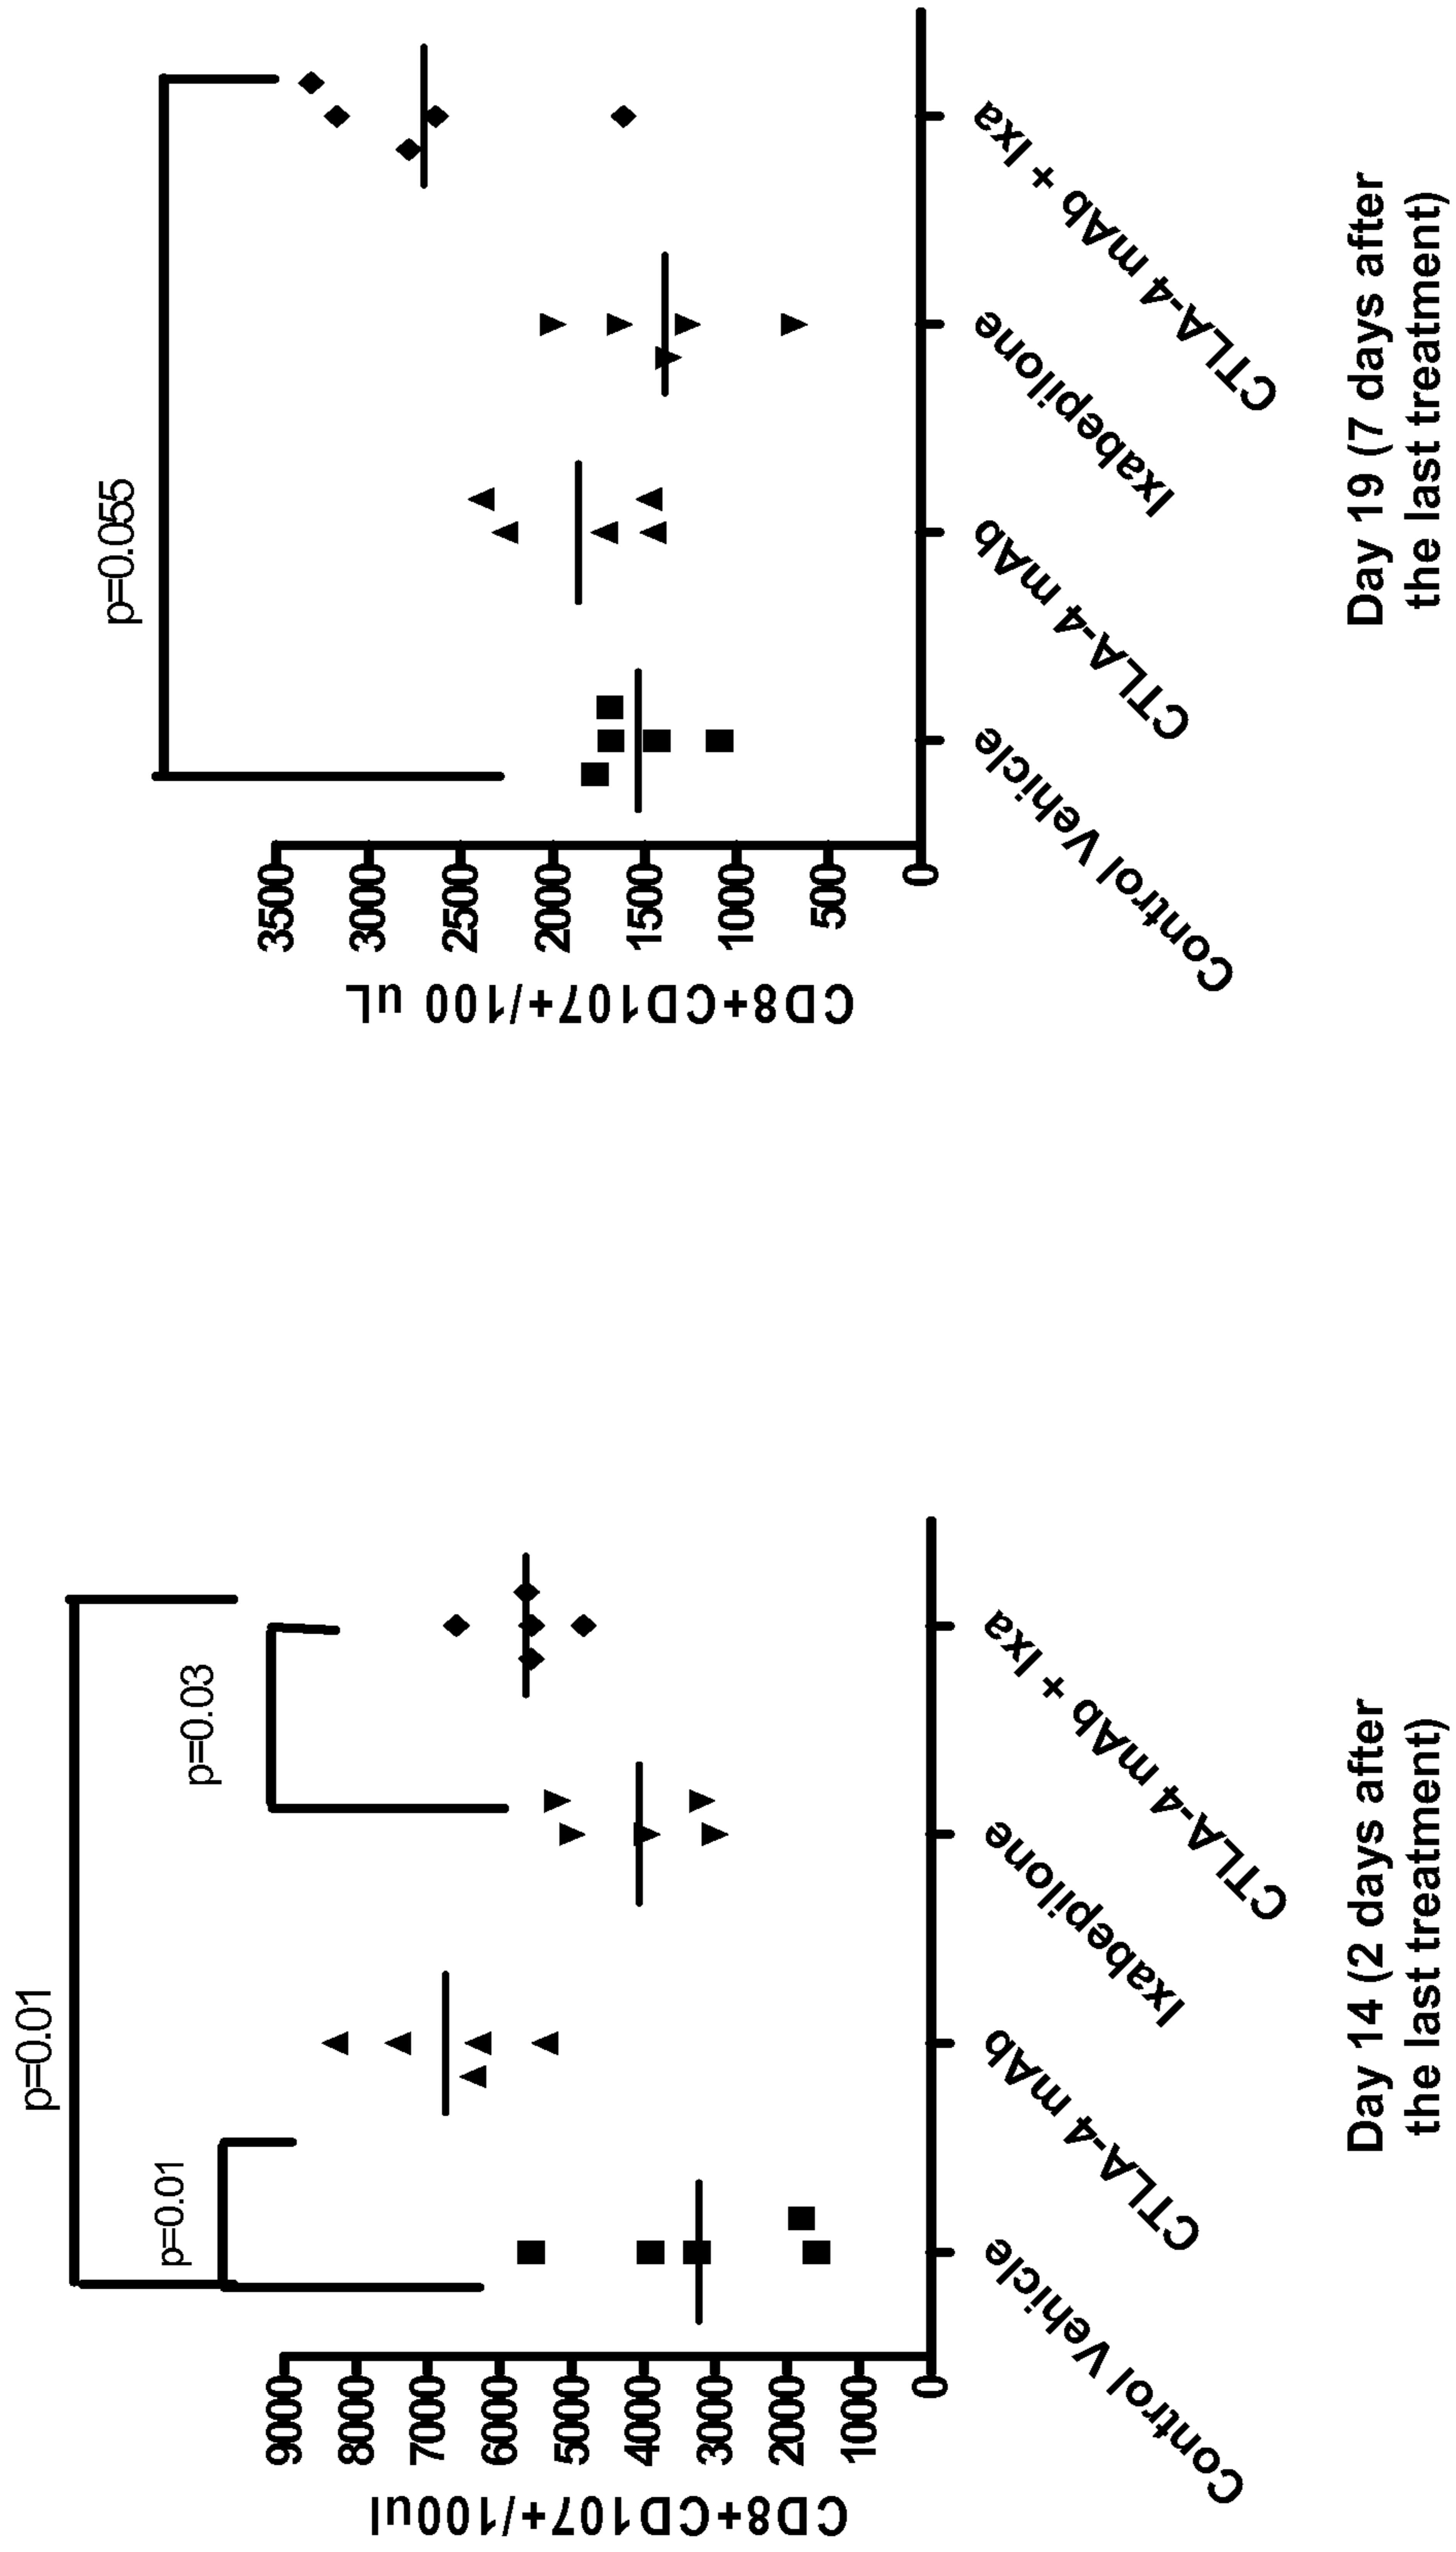 p=0.01
p=0.01
p=0.03
CD8+CD107+/100ul
9000
8000
7000
6000
5000
4000
3000
2000
1000
0
Control Vehicle
CTLA-4 mAb
Ixabepilone
CTLA-4 mAb + Ixa
Day 14 (2 days after
the last treatment)
p=0.055
CD8+CD107+/100 uL
3500
3000
2500
2000
1500
1000
500
0
Control Vehicle
CTLA-4 mAb
Ixabepilone
CTLA-4 mAb + Ixa
Day 19 (7 days after
the last treatment)